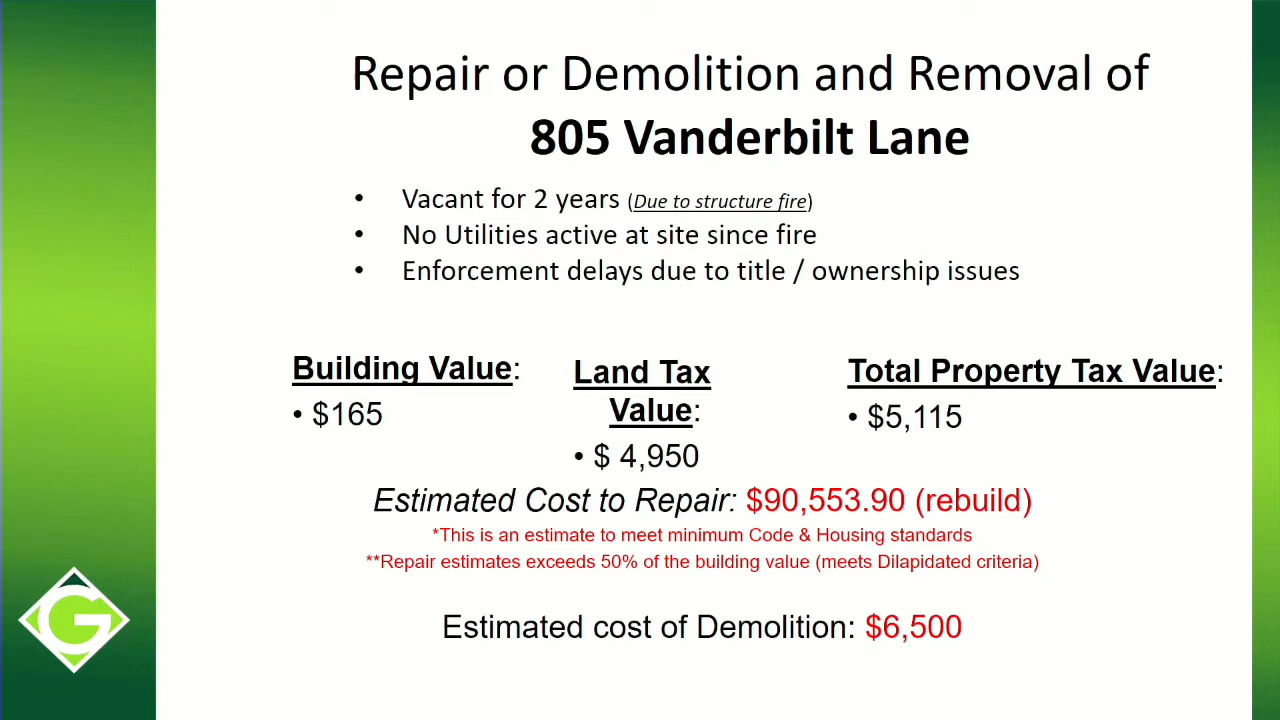 Repair or Demolition and Removal of
805 Vanderbilt Lane
• Vacant for 2 years (Due to structure fire)
• No Utilities active at site since fire
• Enforcement delays due to title / ownership issues
Building Value:
• $165
Land Tax
Value:
• $ 4,950
Total Property Tax Value:
• $5,115
Estimated Cost to Repair: $90,553.90 (rebuild)
*This is an estimate to meet minimum Code & Housing standards
**Repair estimates exceeds 50% of the building value (meets Dilapidated criteria)
Estimated cost of Demolition: $6,500
G